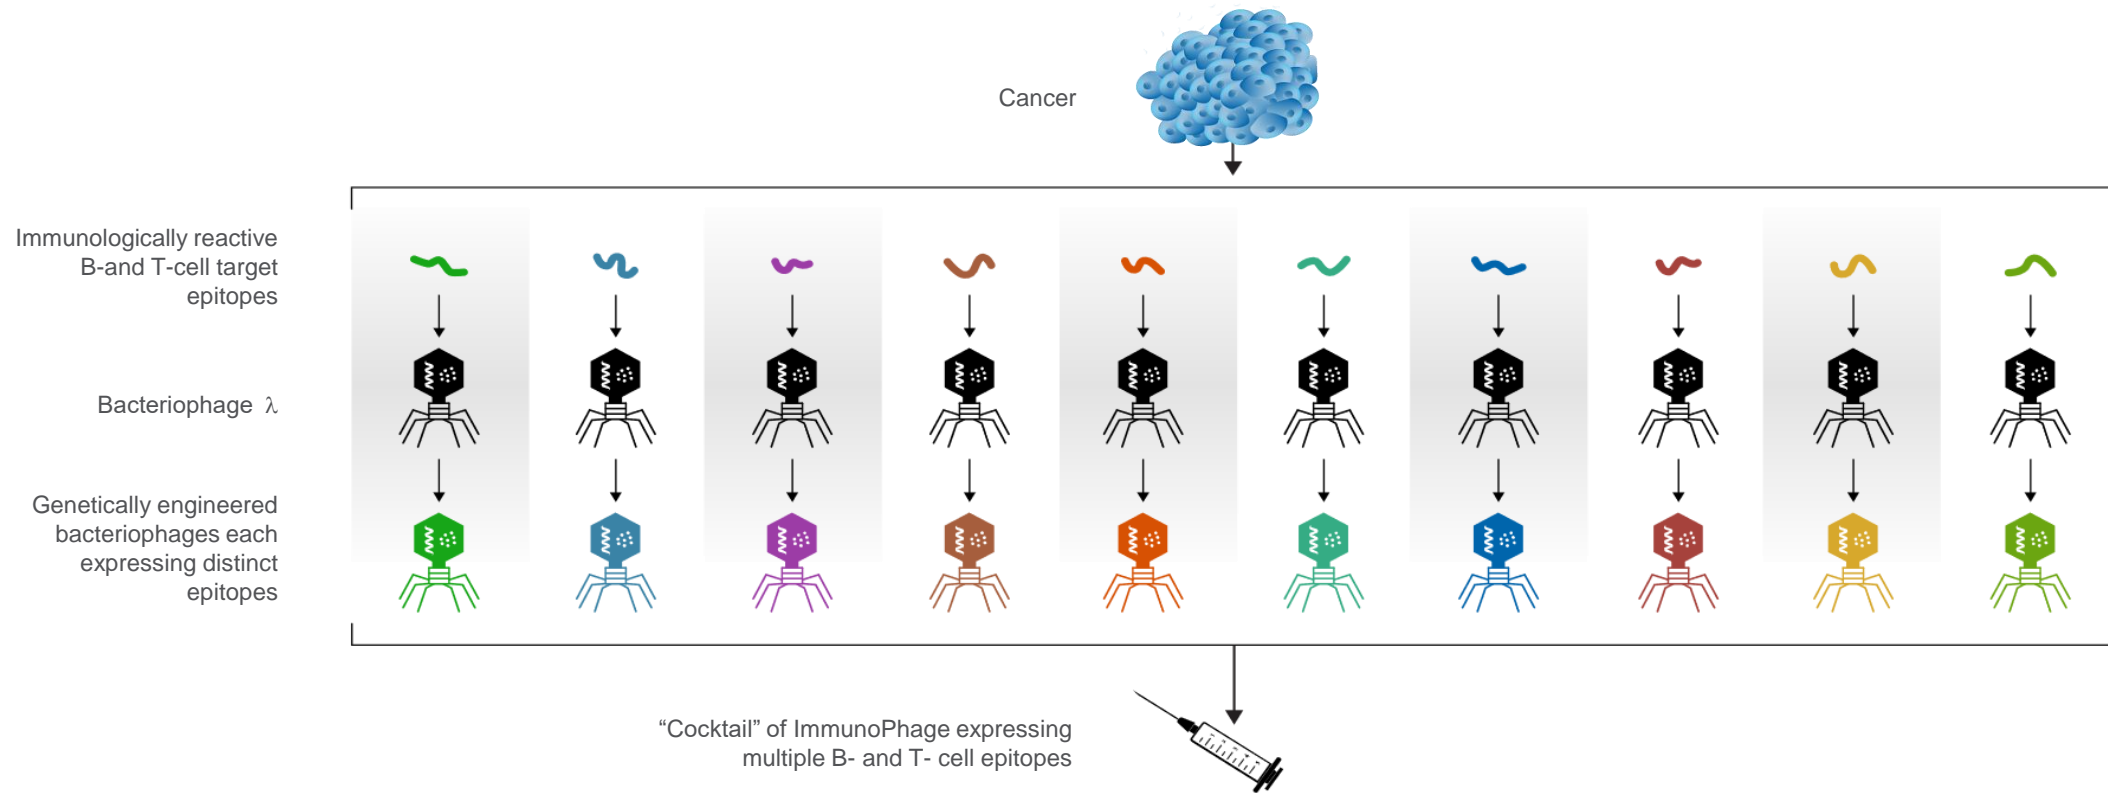 Cancer
Immunologically reactive
B-and T-cell target
epitopes
Bacteriophage λ
Genetically engineered
bacteriophages each
expressing distinct
epitopes
“Cocktail” of ImmunoPhage expressing
multiple B- and T- cell epitopes